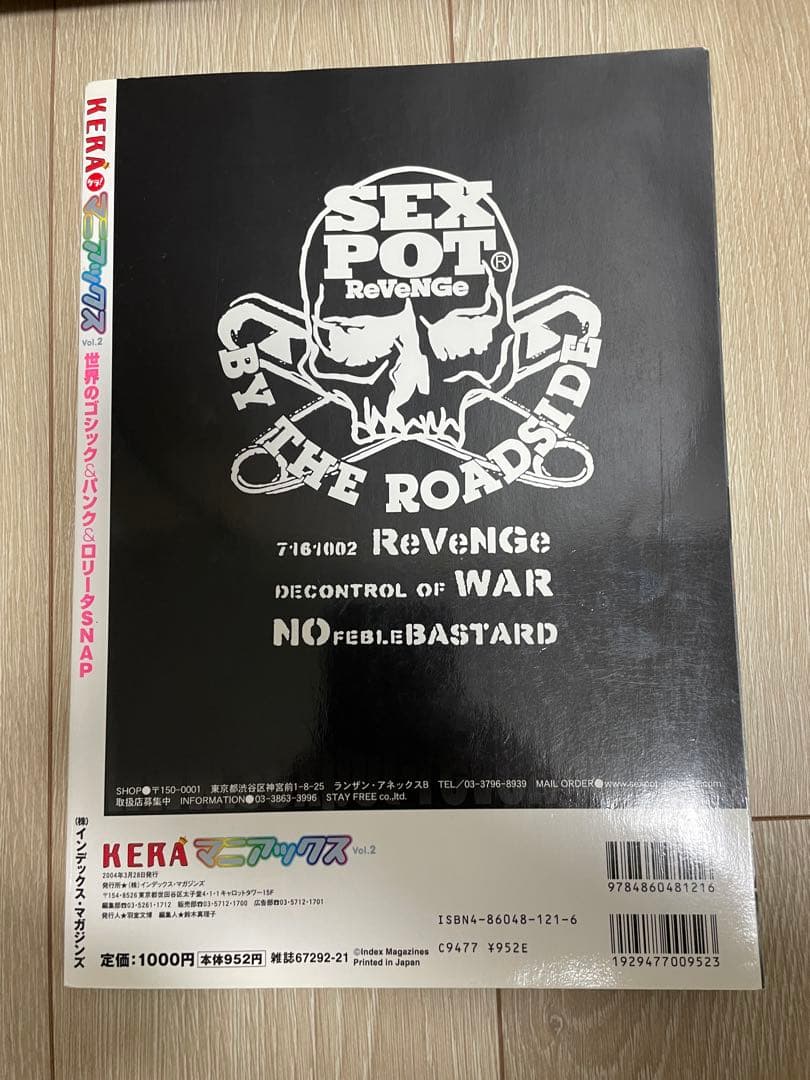 KERA
ケラ!
マニアックス
Vol.2
世界のゴシック&パンク&ロリータSNAP
(株)インデックス・マガジンズ
SEX
POT®
ReVeNGe
BY THE ROADSIDE
7161002 ReVeNGe
DECONTROL OF WAR
NO FEBLE BASTARD
SHOP●〒150-0001 東京都渋谷区神宮前1-8-25 ランザン・アネックスB TEL/03-3796-8939 MAIL ORDER●www.sexpot-revenge.com
取扱店募集中 INFORMATION●03-3863-3996 STAY FREE co.,ltd.
KERA マニアックス Vol.2
2004年3月28日発行
発行所★(株)インデックス・マガジンズ
〒154-8526 東京都世田谷区太子堂4-1-1キャロットタワー15F
編集部☎03-5261-1712 販売部☎03-5712-1700 広告部☎03-5712-1701
発行人★羽室文博 編集人★鈴木真理子
定価:1000円 本体952円 雑誌67292-21
©Index Magazines
Printed in Japan
9784860481216
ISBN4-86048-121-6
C9477 ¥952E
1929477009523